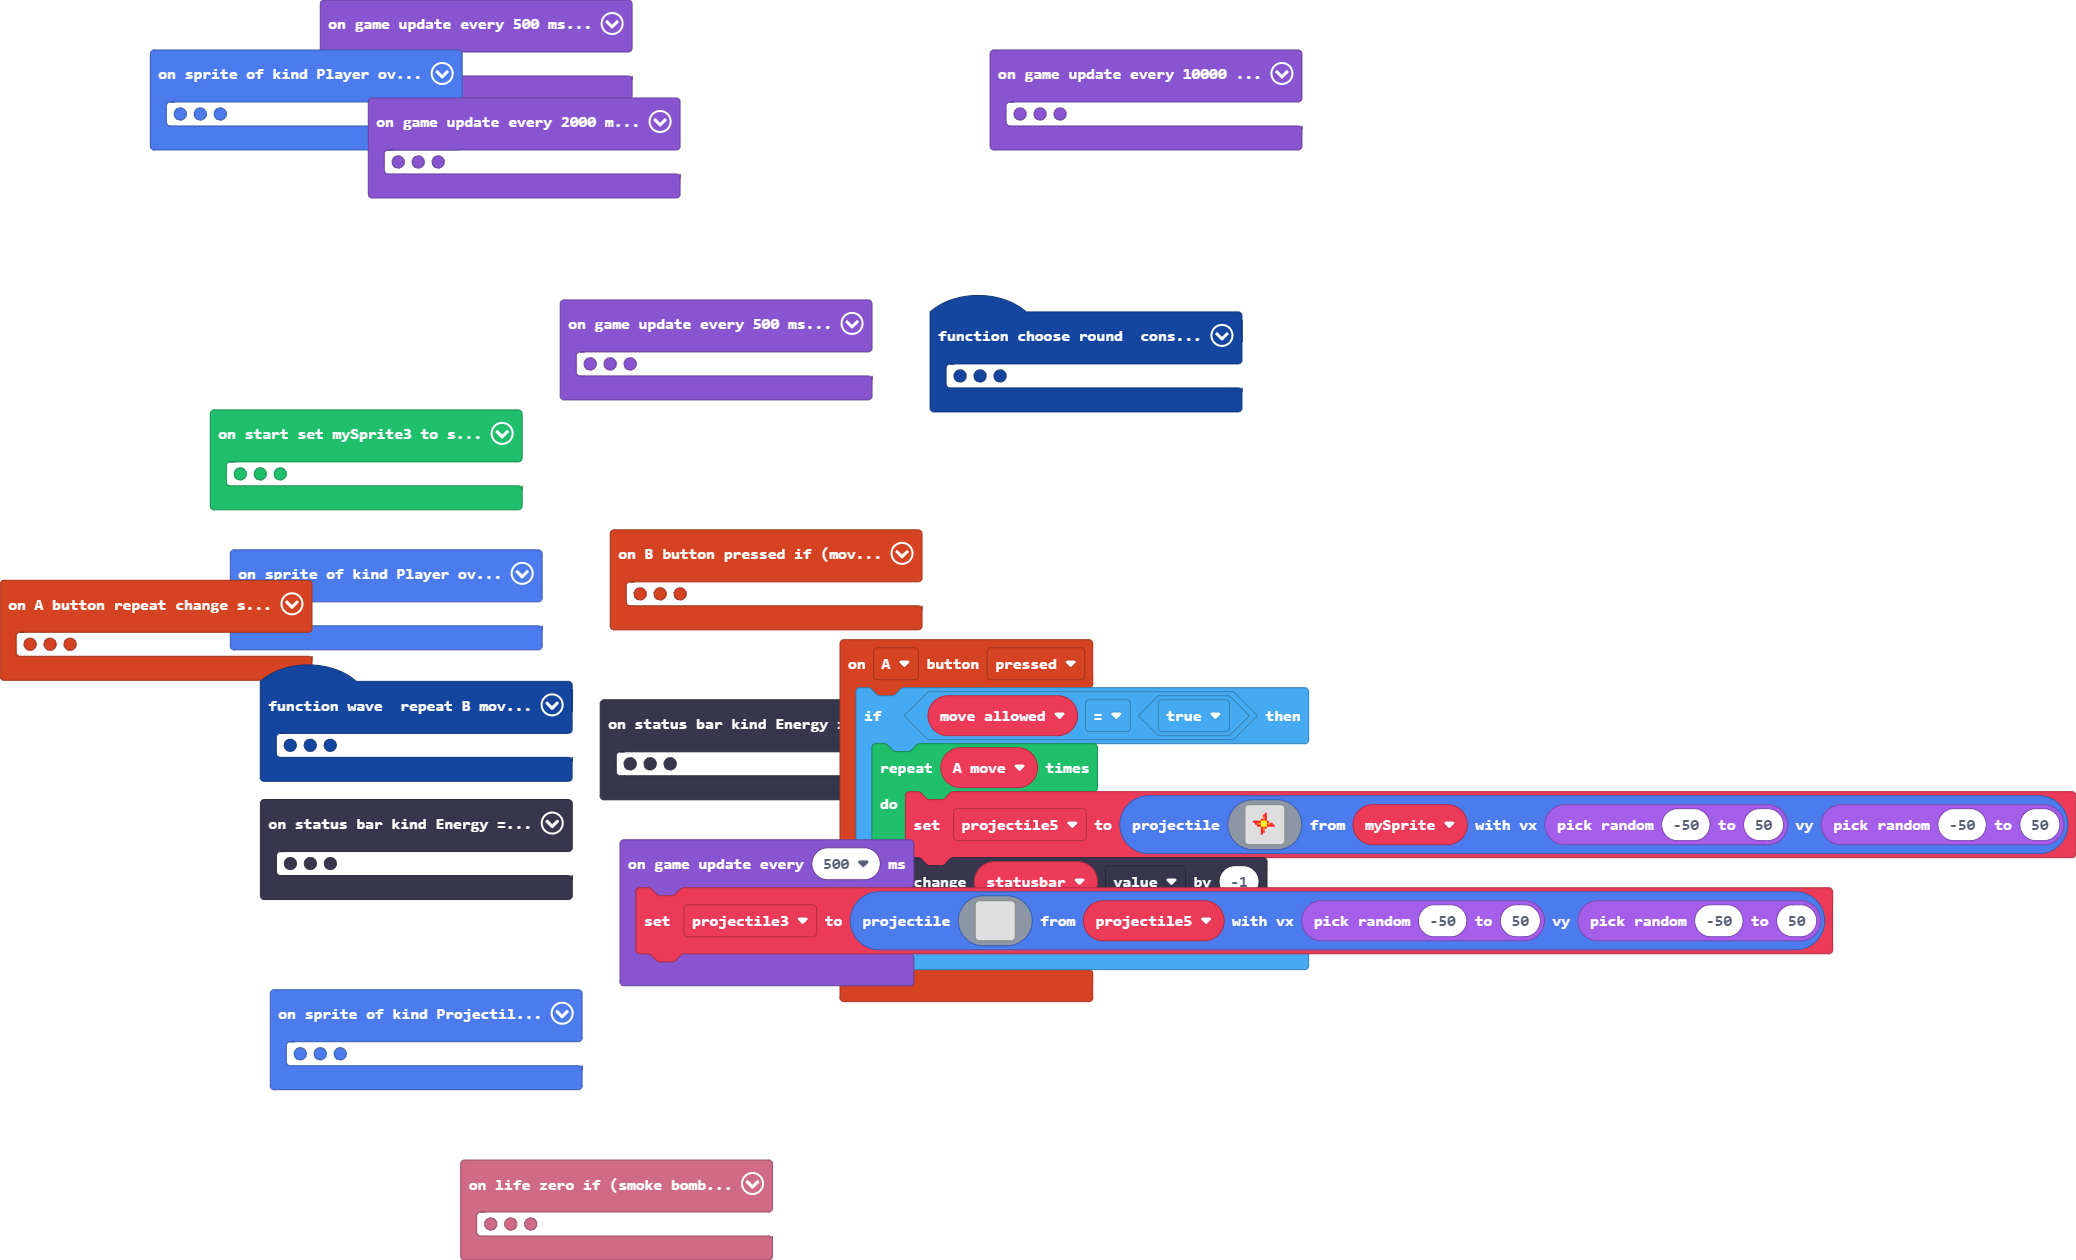 on game update every 500 ms...
on sprite of kind Player ov...
on game update every 10000 ...
on game update every 2000 m...
on game update every 500 ms...
function choose round  cons...
on start set mySprite3 to s...
on B button pressed if (mov...
on sprite of kind Player ov...
on A button repeat change s...
on A button pressed
function wave  repeat B mov...
if move allowed = true then
on status bar kind Energy
repeat A move times
do
set projectile5 to projectile from mySprite with vx pick random -50 to 50 vy pick random -50 to 50
on status bar kind Energy =...
on game update every 500 ms
change statusbar value by -1
set projectile3 to projectile from projectile5 with vx pick random -50 to 50 vy pick random -50 to 50
on sprite of kind Projectil...
on life zero if (smoke bomb...